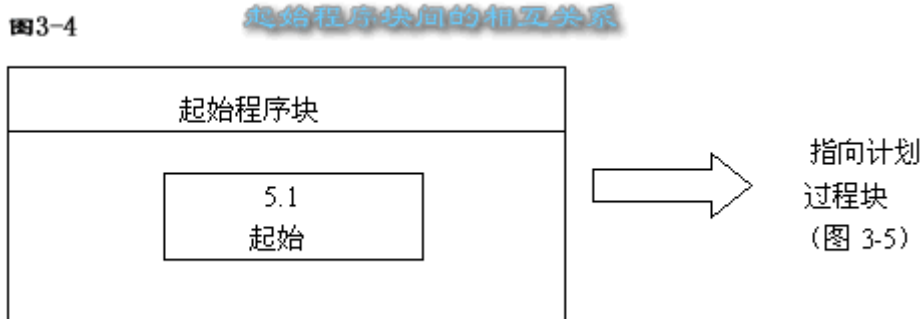 图3-4
起始程序块间的相互关系
起始程序块
5.1
起始
指向计划
过程块
（图 3-5）